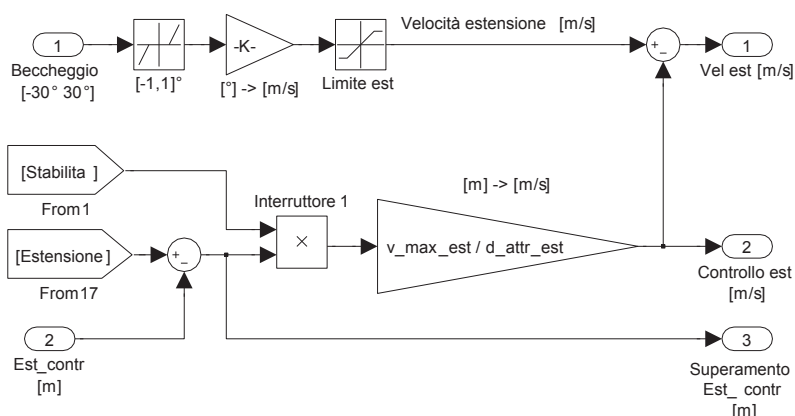 Velocità estensione [m/s]
1
-K-
+
-
1
Beccheggio
[-30° 30°]
[-1,1]°
[°] -> [m/s]
Limite est
Vel est [m/s]
[Stabilita ]
From1
Interruttore 1
[m] -> [m/s]
[Estensione]
From17
+
-
×
v_max_est / d_attr_est
2
Controllo est
[m/s]
2
Est_contr
[m]
3
Superamento
Est_ contr
[m]